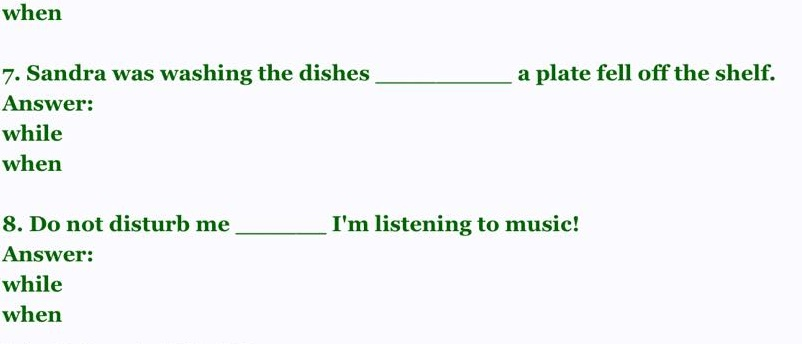 when
7. Sandra was washing the dishes __________ a plate fell off the shelf.
Answer:
while
when
8. Do not disturb me _______ I'm listening to music!
Answer:
while
when